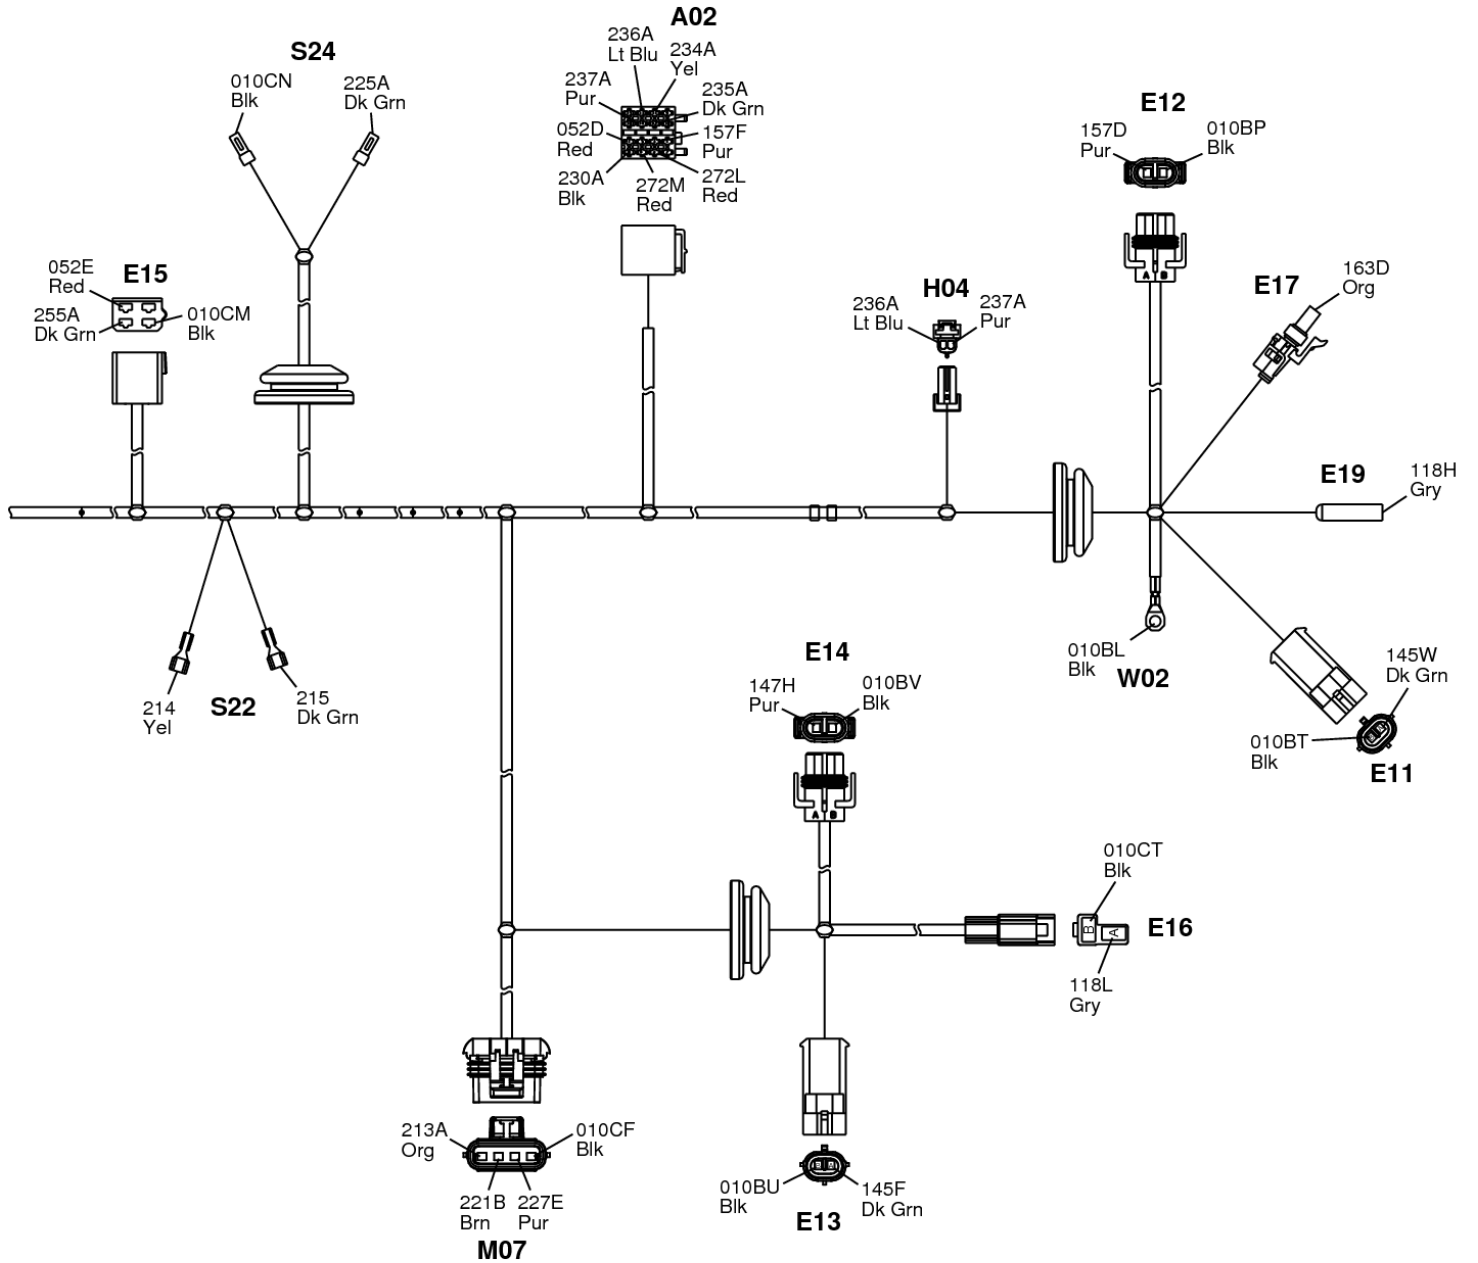 A02
236A
Lt Blu
234A
Yel
237A
Pur
235A
Dk Grn
052D
Red
157F
Pur
230A
Blk
272M
Red
272L
Red
S24
010CN
Blk
225A
Dk Grn
E12
157D
Pur
010BP
Blk
A B
E15
052E
Red
255A
Dk Grn
010CM
Blk
H04
236A
Lt Blu
237A
Pur
E17
163D
Org
E19
118H
Gry
S22
214
Yel
215
Dk Grn
010BL
Blk
W02
E14
147H
Pur
010BV
Blk
A B
145W
Dk Grn
010BT
Blk
E11
010CT
Blk
B
A
E16
118L
Gry
213A
Org
010CF
Blk
221B
Brn
227E
Pur
M07
010BU
Blk
145F
Dk Grn
E13